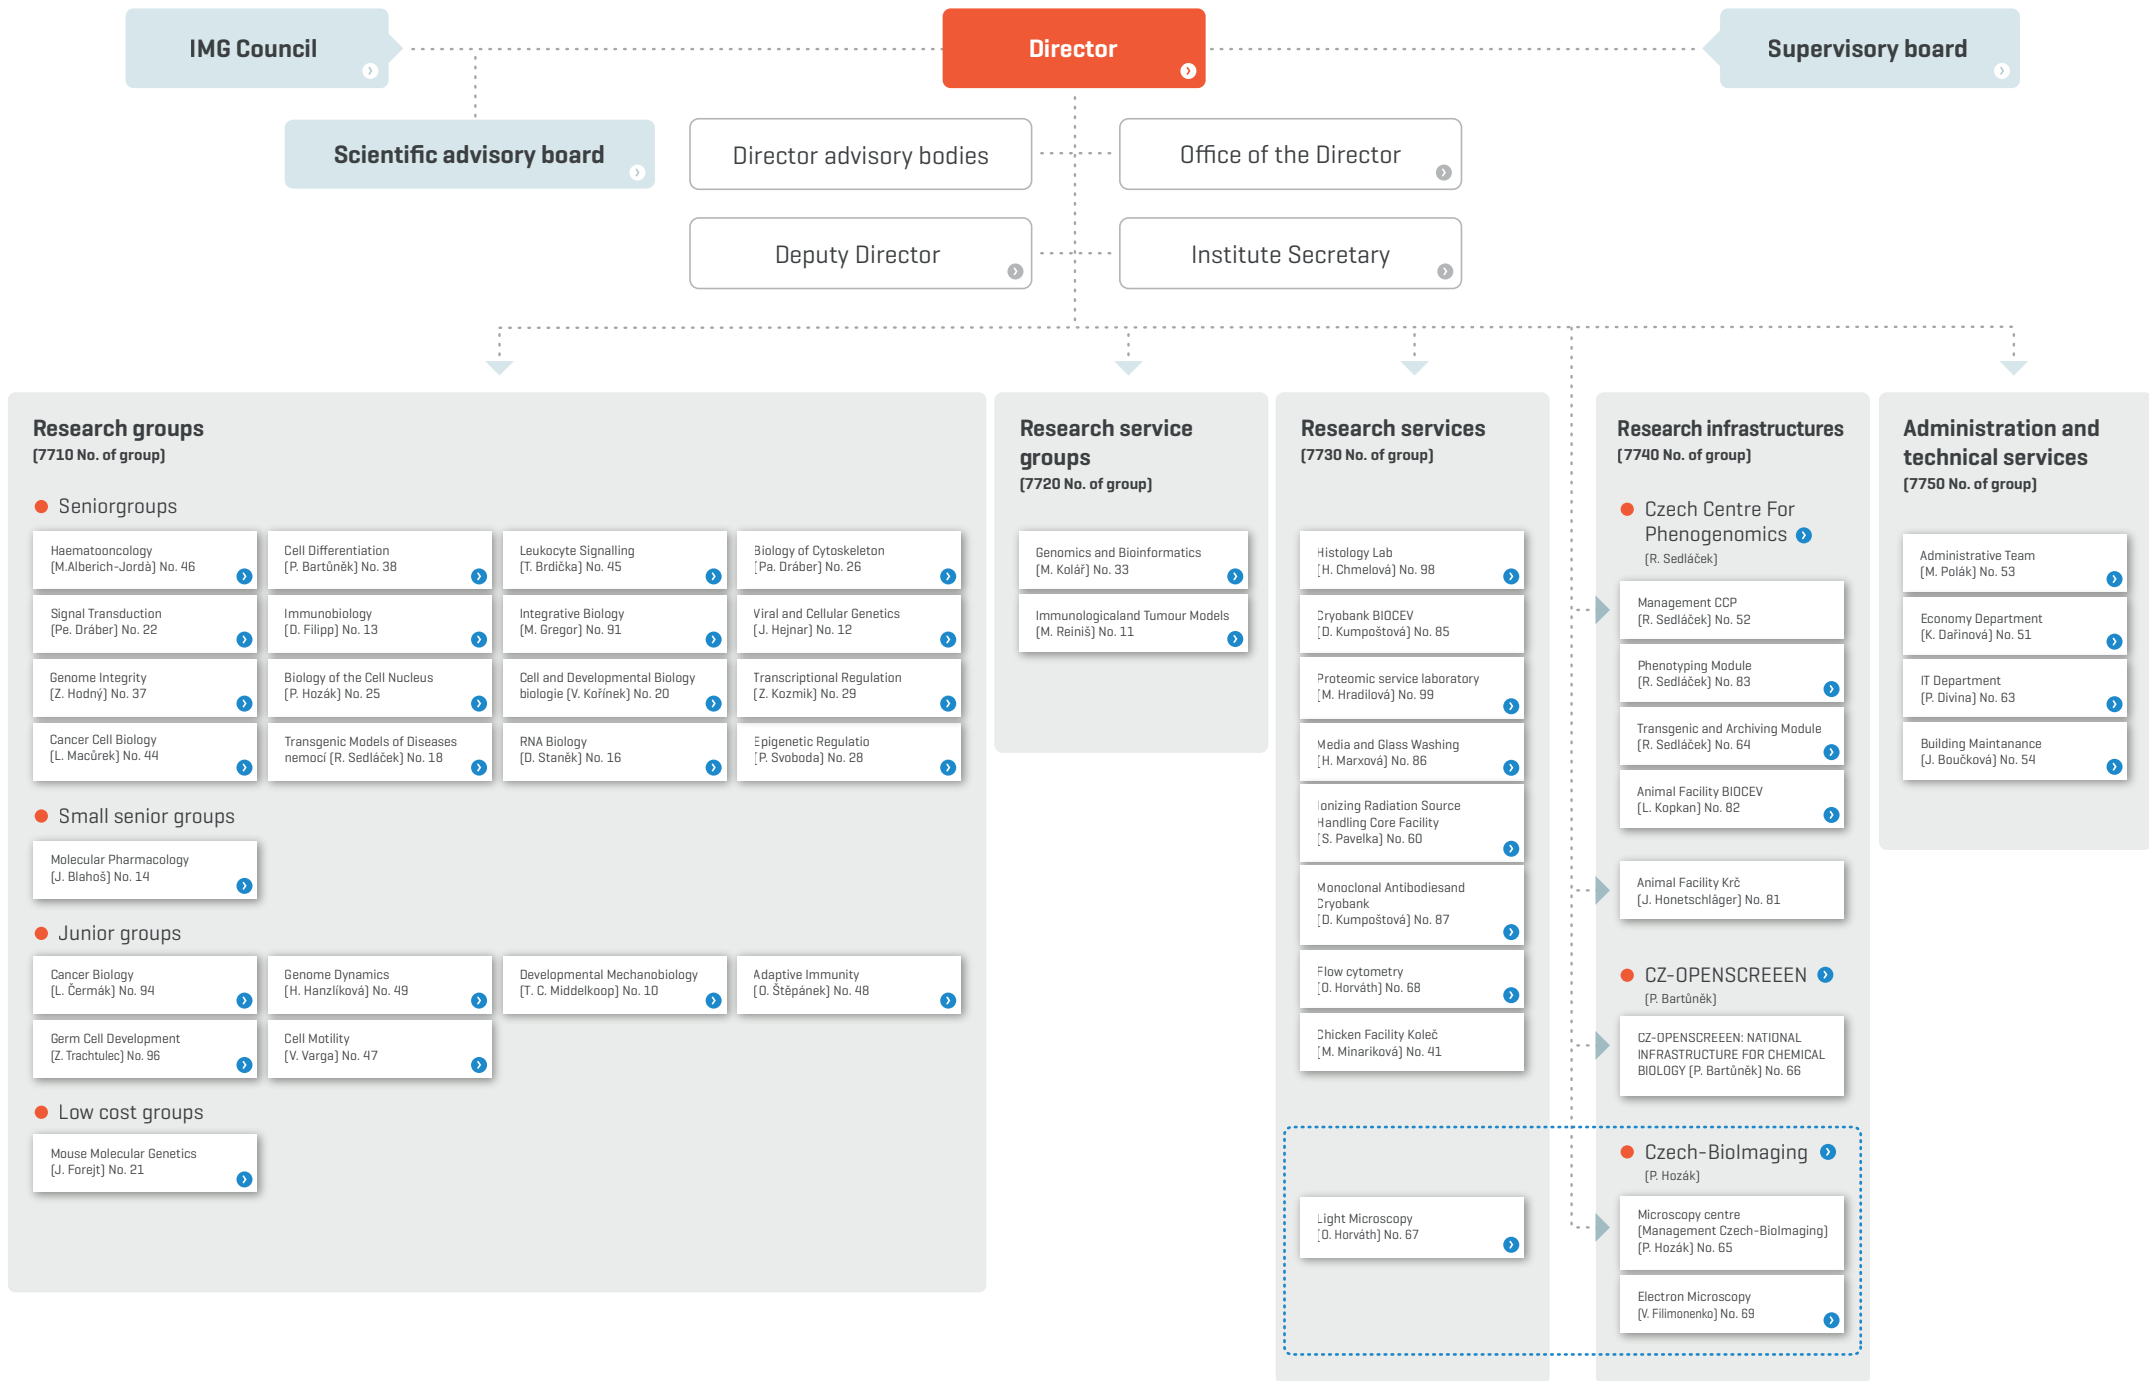 IMG Council
Director
Supervisory board
Scientific advisory board
Director advisory bodies
Office of the Director
Deputy Director
Institute Secretary
Research groups
(7710 No. of group)
Seniorgroups
Haematooncology
(M.Alberich-Jordà) No. 46
Cell Differentiation
(P. Bartůněk) No. 38
Leukocyte Signalling
(T. Brdička) No. 45
Biology of Cytoskeleton
(Pa. Dráber) No. 26
Signal Transduction
(Pe. Dráber) No. 22
Immunobiology
(D. Filipp) No. 13
Integrative Biology
(M. Gregor) No. 91
Viral and Cellular Genetics
(J. Hejnar) No. 12
Genome Integrity
(Z. Hodný) No. 37
Biology of the Cell Nucleus
(P. Hozák) No. 25
Cell and Developmental Biology
biologie (V. Kořínek) No. 20
Transcriptional Regulation
(Z. Kozmik) No. 29
Cancer Cell Biology
(L. Macůrek) No. 44
Transgenic Models of Diseases
nemocí (R. Sedláček) No. 18
RNA Biology
(D. Staněk) No. 16
Epigenetic Regulatio
(P. Svoboda) No. 28
Small senior groups
Molecular Pharmacology
(J. Blahoš) No. 14
Junior groups
Cancer Biology
(L. Čermák) No. 94
Genome Dynamics
(H. Hanzlíková) No. 49
Developmental Mechanobiology
(T. C. Middelkoop) No. 10
Adaptive Immunity
(O. Štěpánek) No. 48
Germ Cell Development
(Z. Trachtulec) No. 96
Cell Motility
(V. Varga) No. 47
Low cost groups
Mouse Molecular Genetics
(J. Forejt) No. 21
Research service
groups
(7720 No. of group)
Genomics and Bioinformatics
(M. Kolář) No. 33
Immunologicaland Tumour Models
(M. Reiniš) No. 11
Research services
(7730 No. of group)
Histology Lab
(H. Chmelová) No. 98
Cryobank BIOCEV
(D. Kumpoštová) No. 85
Proteomic service laboratory
(M. Hradilová) No. 99
Media and Glass Washing
(H. Marxová) No. 86
Ionizing Radiation Source
Handling Core Facility
(S. Pavelka) No. 60
Monoclonal Antibodiesand
Cryobank
(D. Kumpoštová) No. 87
Flow cytometry
(O. Horváth) No. 68
Chicken Facility Koleč
(M. Minariková) No. 41
Light Microscopy
(O. Horváth) No. 67
Research infrastructures
(7740 No. of group)
Czech Centre For
Phenogenomics
(R. Sedláček)
Management CCP
(R. Sedláček) No. 52
Phenotyping Module
(R. Sedláček) No. 83
Transgenic and Archiving Module
(R. Sedláček) No. 64
Animal Facility BIOCEV
(L. Kopkan) No. 82
Animal Facility Krč
(J. Honetschläger) No. 81
CZ-OPENSCREEEN
(P. Bartůněk)
CZ-OPENSCREEEN: NATIONAL
INFRASTRUCTURE FOR CHEMICAL
BIOLOGY (P. Bartůněk) No. 66
Czech-BioImaging
(P. Hozák)
Microscopy centre
(Management Czech-BioImaging)
(P. Hozák) No. 65
Electron Microscopy
(V. Filimonenko) No. 69
Administration and
technical services
(7750 No. of group)
Administrative Team
(M. Polák) No. 53
Economy Department
(K. Dařinová) No. 51
IT Department
(P. Divina) No. 63
Building Maintanance
(J. Boučková) No. 54